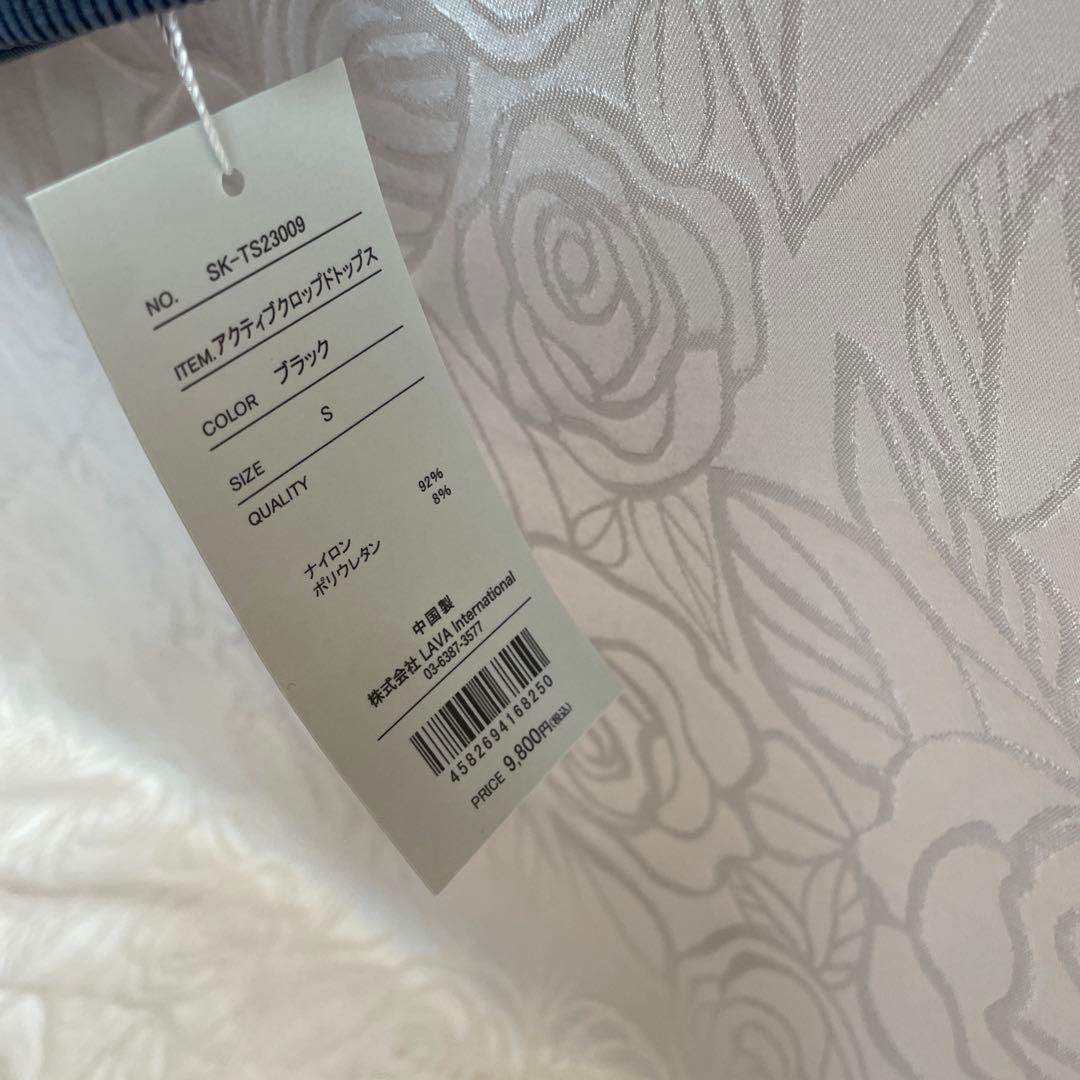 NO. SK-TS23009
ITEM.アクティブクロップドトップス
COLOR ブラック
SIZE S
QUALITY
ナイロン 92%
ポリウレタン 8%
中国製
株式会社 LAVA International
03-6387-3577
4582694168250
PRICE 9,800円(税込)